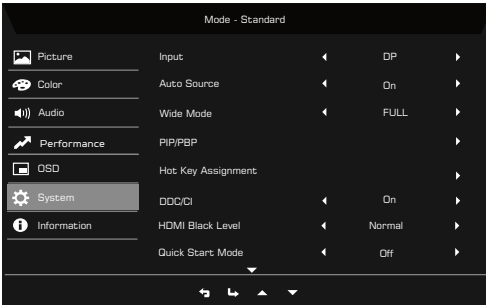 Mode - Standard
Picture
Input DP
Color
Auto Source On
Audio
Wide Mode FULL
Performance
PIP/PBP
OSD
Hot Key Assignment
System
DDC/CI On
Information
HDMI Black Level Normal
Quick Start Mode Off